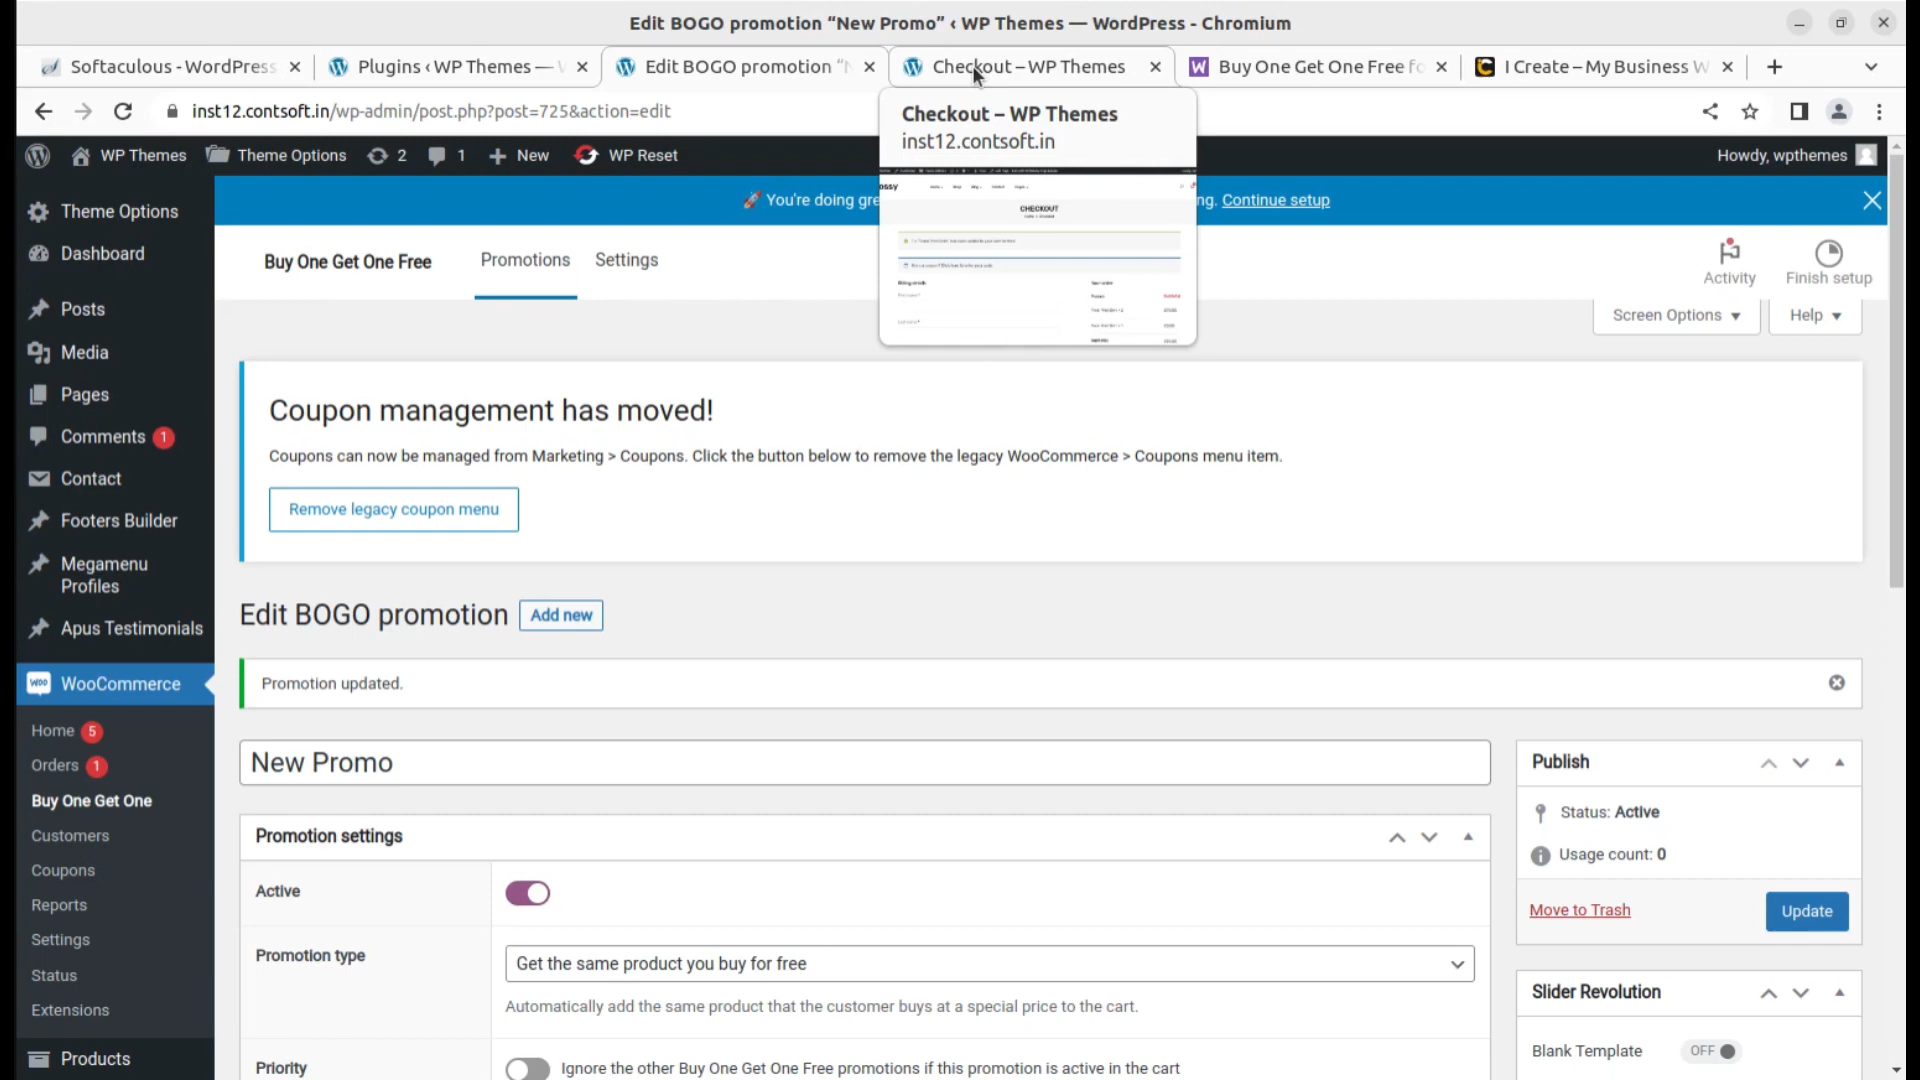 Edit BOGO promotion “New Promo” ‹ WP Themes — WordPress - Chromium
Softaculous - WordPress
Plugins ‹ WP Themes —
Edit BOGO promotion “N
Checkout – WP Themes
Buy One Get One Free fo
I Create – My Business W
inst12.contsoft.in/wp-admin/post.php?post=725&action=edit
Checkout – WP Themes
inst12.contsoft.in
CHECKOUT
WP Themes
Theme Options
2
1
New
WP Reset
Howdy, wpthemes
You're doing gre
ng. Continue setup
Buy One Get One Free
Promotions
Settings
Activity
Finish setup
Screen Options
Help
Theme Options
Dashboard
Posts
Media
Pages
Comments 1
Contact
Footers Builder
Megamenu
Profiles
Apus Testimonials
WooCommerce
Home 5
Orders 1
Buy One Get One
Customers
Coupons
Reports
Settings
Status
Extensions
Products
Coupon management has moved!
Coupons can now be managed from Marketing > Coupons. Click the button below to remove the legacy WooCommerce > Coupons menu item.
Remove legacy coupon menu
Edit BOGO promotion
Add new
Promotion updated.
New Promo
Promotion settings
Active
Promotion type
Get the same product you buy for free
Automatically add the same product that the customer buys at a special price to the cart.
Priority
Ignore the other Buy One Get One Free promotions if this promotion is active in the cart
Publish
Status: Active
Usage count: 0
Move to Trash
Update
Slider Revolution
Blank Template
OFF